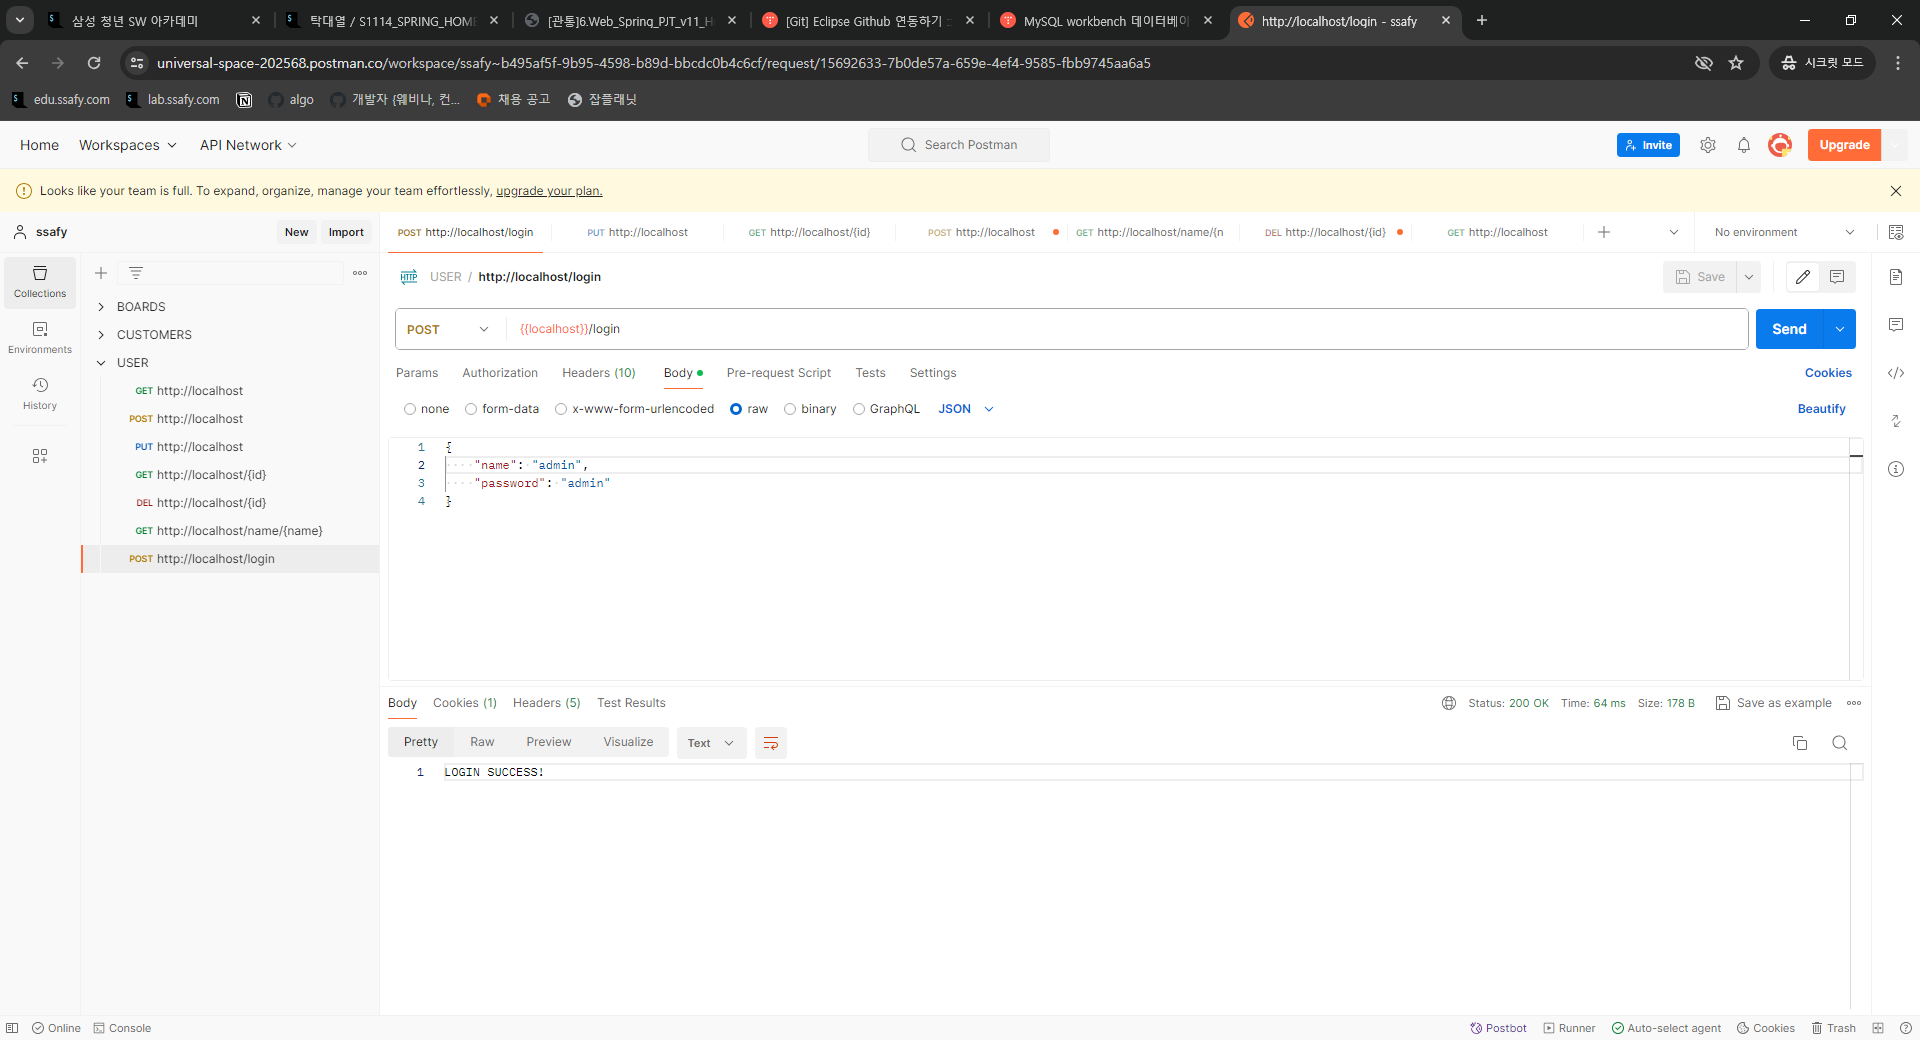 삼성 청년 SW 아카데미
탁대열 / S1114_SPRING_HOME
[관통]6.Web_Spring_PJT_v11_H
[Git] Eclipse Github 연동하기 :
MySQL workbench 데이터베이
http://localhost/login - ssafy
universal-space-202568.postman.co/workspace/ssafy~b495af5f-9b95-4598-b89d-bbcdc0b4c6cf/request/15692633-7b0de57a-659e-4ef4-9585-fbb9745aa6a5
시크릿 모드
edu.ssafy.com
lab.ssafy.com
algo
개발자 {웨비나, 컨...
채용 공고
잡플래닛
Home
Workspaces
API Network
Search Postman
Invite
Upgrade
Looks like your team is full. To expand, organize, manage your team effortlessly, upgrade your plan.
ssafy
New
Import
POST http://localhost/login
PUT http://localhost
GET http://localhost/{id}
POST http://localhost
GET http://localhost/name/{n
DEL http://localhost/{id}
GET http://localhost
No environment
Collections
Environments
History
BOARDS
CUSTOMERS
USER
GET http://localhost
POST http://localhost
PUT http://localhost
GET http://localhost/{id}
DEL http://localhost/{id}
GET http://localhost/name/{name}
POST http://localhost/login
HTTP USER / http://localhost/login
Save
POST
{{localhost}}/login
Send
Params
Authorization
Headers (10)
Body
Pre-request Script
Tests
Settings
Cookies
none
form-data
x-www-form-urlencoded
raw
binary
GraphQL
JSON
Beautify
1 {
2 "name": "admin",
3 "password": "admin"
4 }
Body
Cookies (1)
Headers (5)
Test Results
Status: 200 OK
Time: 64 ms
Size: 178 B
Save as example
Pretty
Raw
Preview
Visualize
Text
1 LOGIN SUCCESS!
Online
Console
Postbot
Runner
Auto-select agent
Cookies
Trash